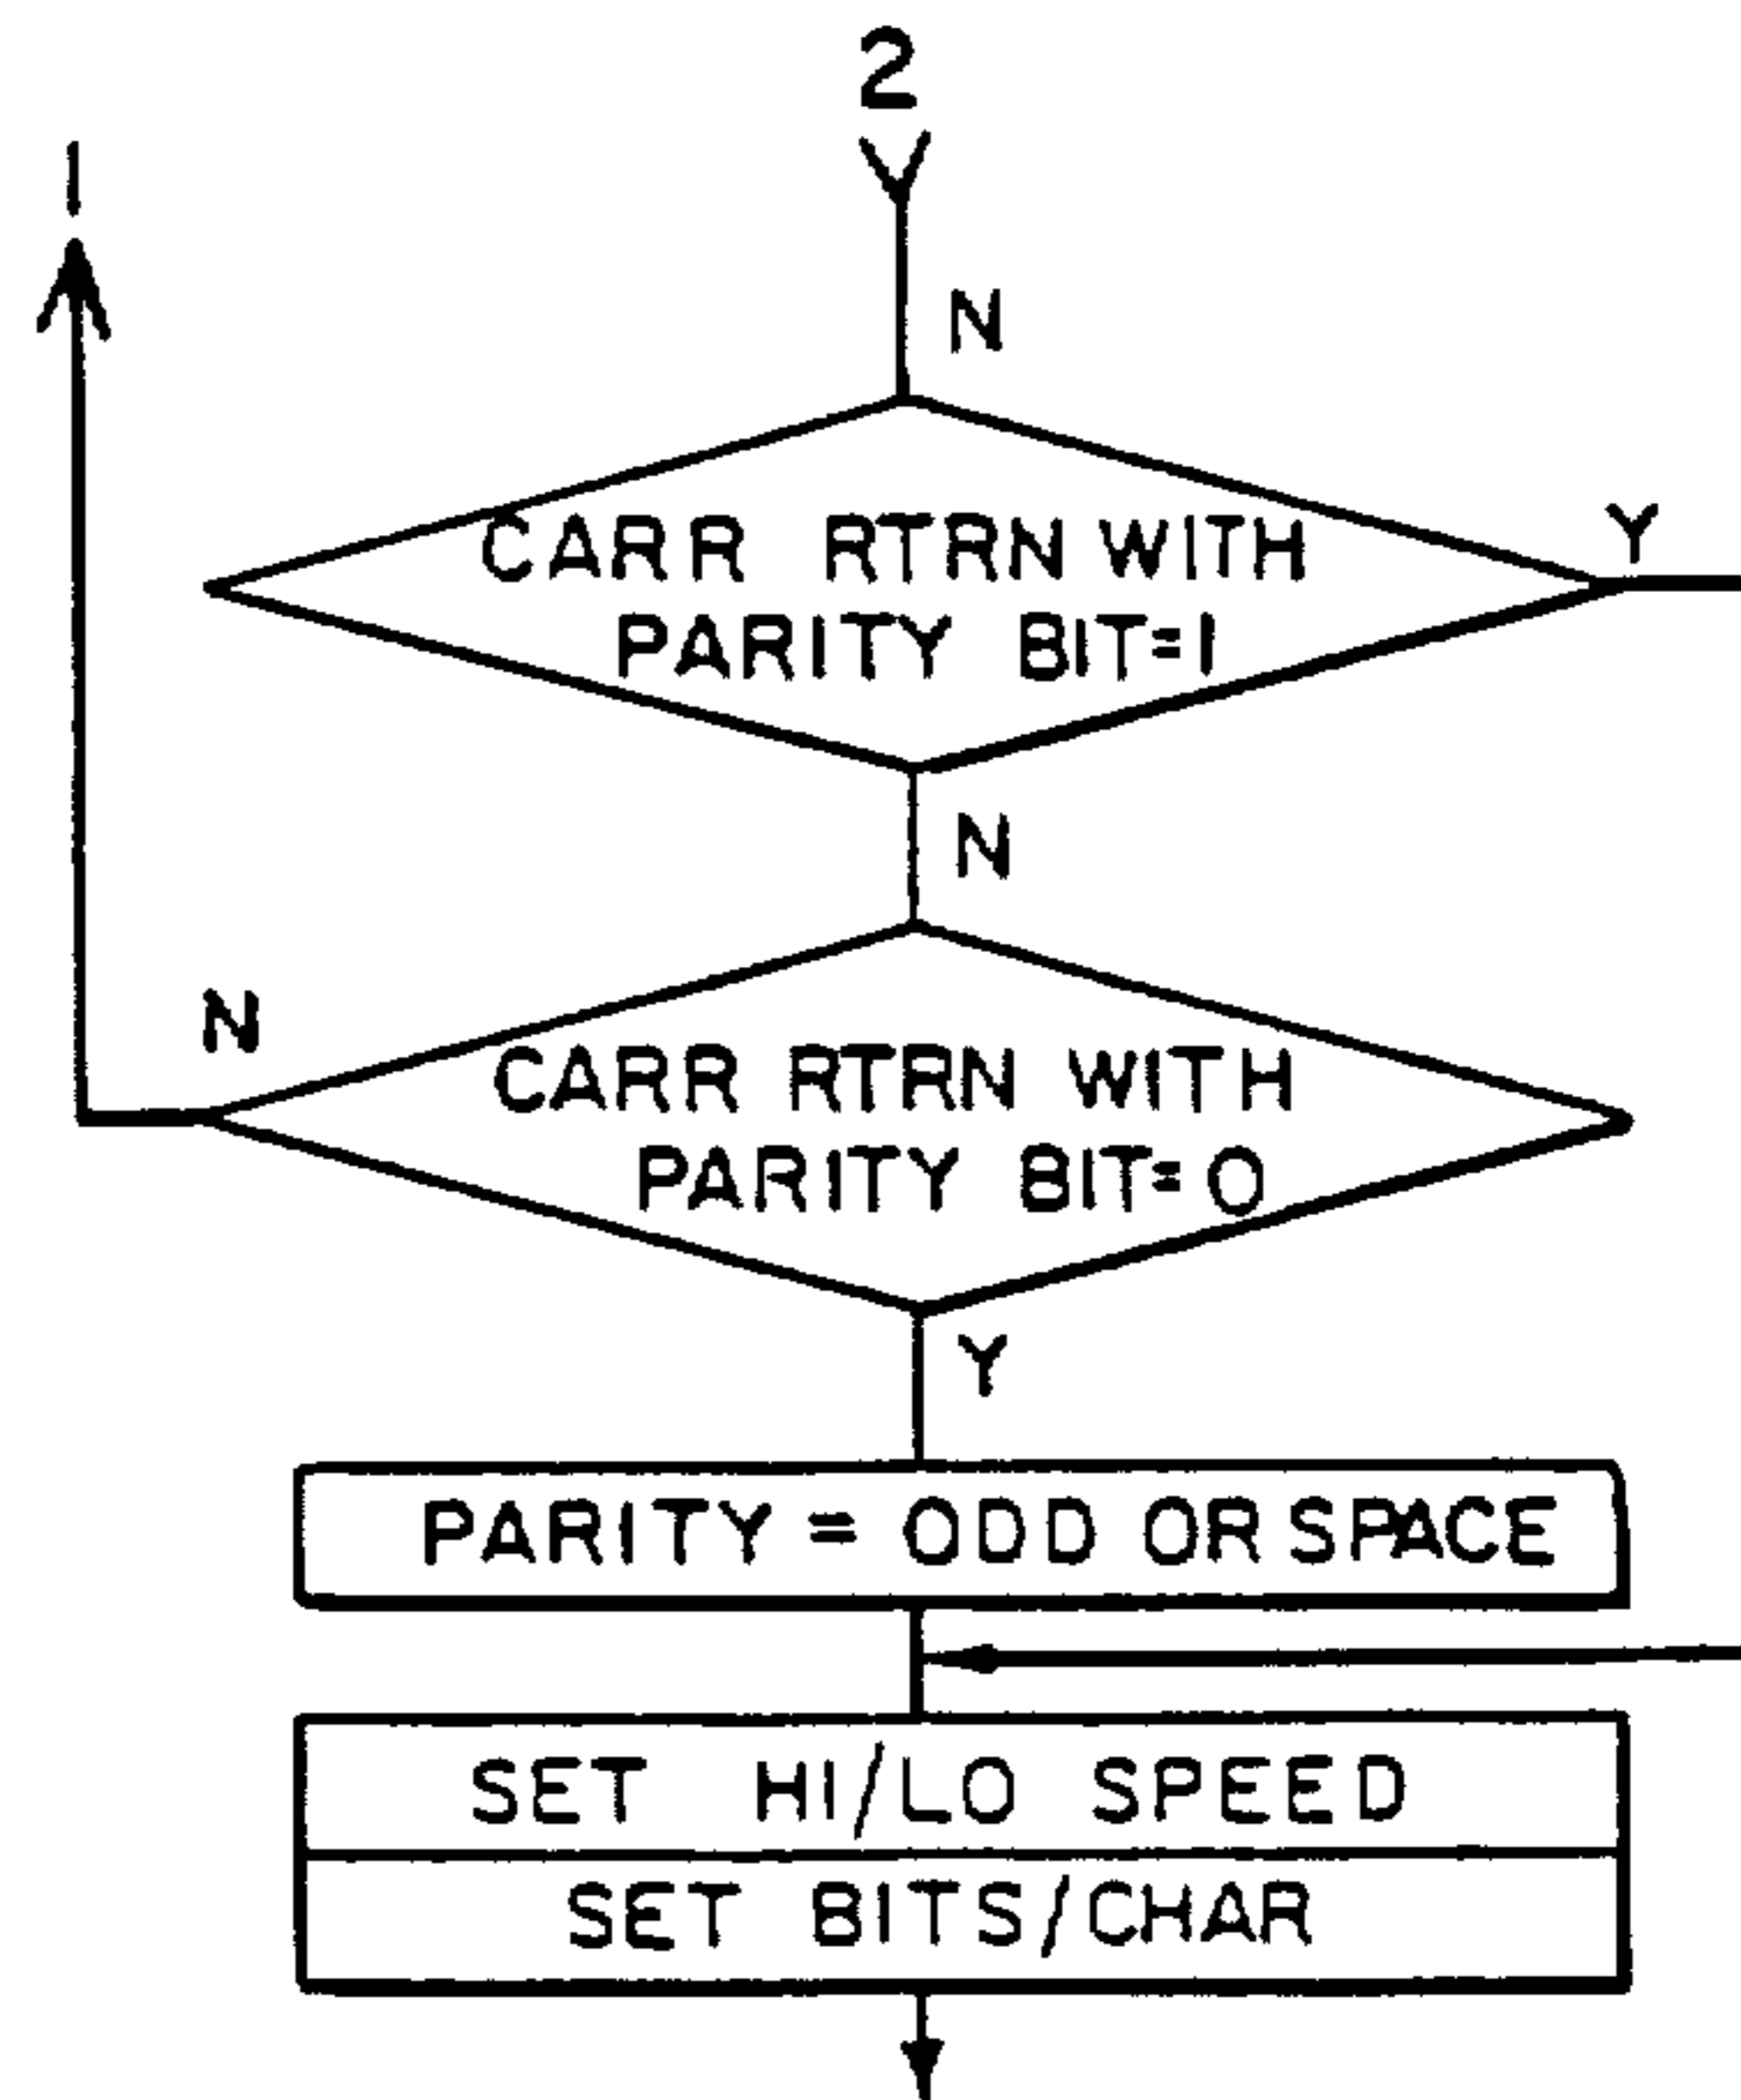 2
1
N
CARR RTRN WITH
PARITY BIT=1
Y
N
N
CARR RTRN WITH
PARITY BIT=0
Y
PARITY = ODD OR SPACE
SET HI/LO SPEED
SET BITS/CHAR